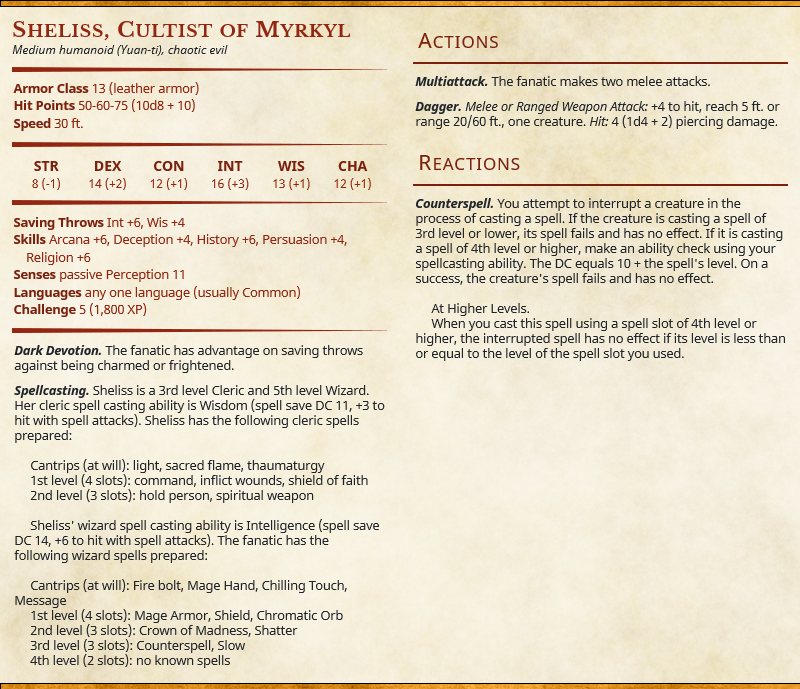 Sheliss, Cultist of Myrkyl
Medium humanoid (Yuan-ti), chaotic evil
Armor Class 13 (leather armor)
Hit Points 50-60-75 (10d8 + 10)
Speed 30 ft.
STR DEX CON INT WIS CHA
8 (-1) 14 (+2) 12 (+1) 16 (+3) 13 (+1) 12 (+1)
Saving Throws Int +6, Wis +4
Skills Arcana +6, Deception +4, History +6, Persuasion +4,
Religion +6
Senses passive Perception 11
Languages any one language (usually Common)
Challenge 5 (1,800 XP)
Dark Devotion. The fanatic has advantage on saving throws
against being charmed or frightened.
Spellcasting. Sheliss is a 3rd level Cleric and 5th level Wizard.
Her cleric spell casting ability is Wisdom (spell save DC 11, +3 to
hit with spell attacks). Sheliss has the following cleric spells
prepared:
Cantrips (at will): light, sacred flame, thaumaturgy
1st level (4 slots): command, inflict wounds, shield of faith
2nd level (3 slots): hold person, spiritual weapon
Sheliss' wizard spell casting ability is Intelligence (spell save
DC 14, +6 to hit with spell attacks). The fanatic has the
following wizard spells prepared:
Cantrips (at will): Fire bolt, Mage Hand, Chilling Touch,
Message
1st level (4 slots): Mage Armor, Shield, Chromatic Orb
2nd level (3 slots): Crown of Madness, Shatter
3rd level (3 slots): Counterspell, Slow
4th level (2 slots): no known spells
Actions
Multiattack. The fanatic makes two melee attacks.
Dagger. Melee or Ranged Weapon Attack: +4 to hit, reach 5 ft. or
range 20/60 ft., one creature. Hit: 4 (1d4 + 2) piercing damage.
Reactions
Counterspell. You attempt to interrupt a creature in the
process of casting a spell. If the creature is casting a spell of
3rd level or lower, its spell fails and has no effect. If it is casting
a spell of 4th level or higher, make an ability check using your
spellcasting ability. The DC equals 10 + the spell's level. On a
success, the creature's spell fails and has no effect.
At Higher Levels.
When you cast this spell using a spell slot of 4th level or
higher, the interrupted spell has no effect if its level is less than
or equal to the level of the spell slot you used.